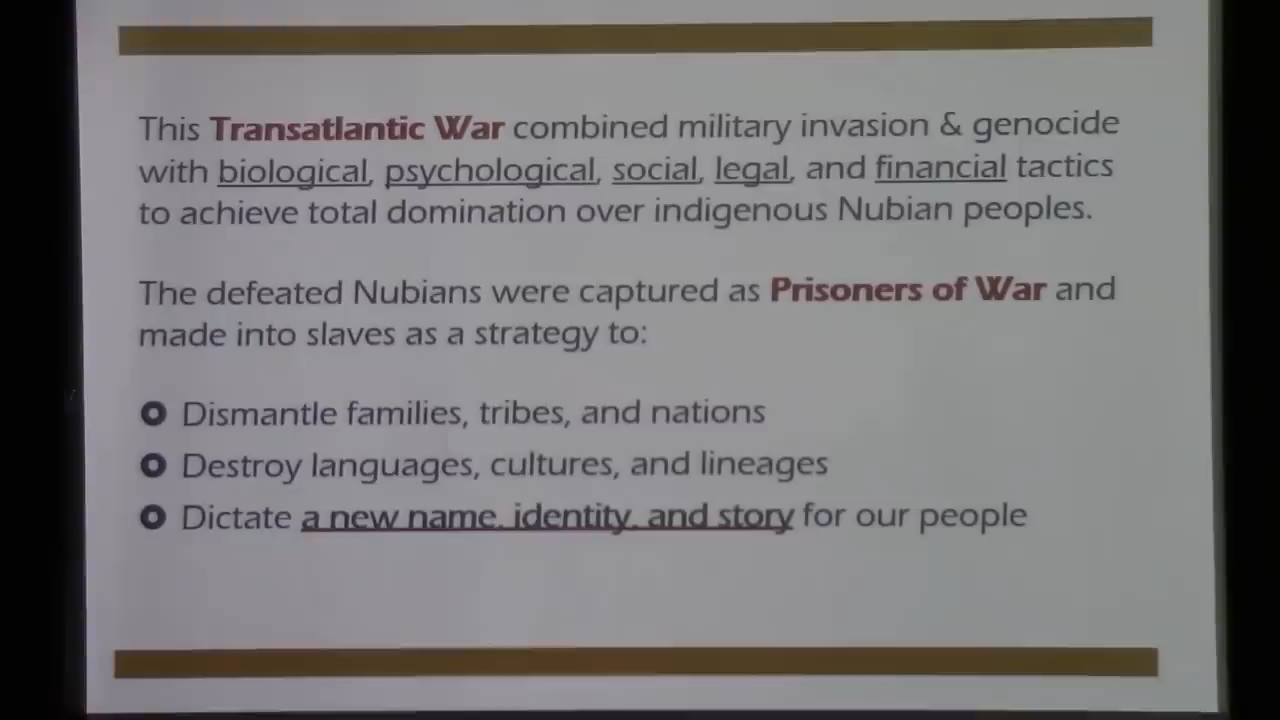 This Transatlantic War combined military invasion & genocide
with biological, psychological, social, legal, and financial tactics
to achieve total domination over indigenous Nubian peoples.
The defeated Nubians were captured as Prisoners of War and
made into slaves as a strategy to:
Dismantle families, tribes, and nations
Destroy languages, cultures, and lineages
Dictate a new name, identity, and story for our people